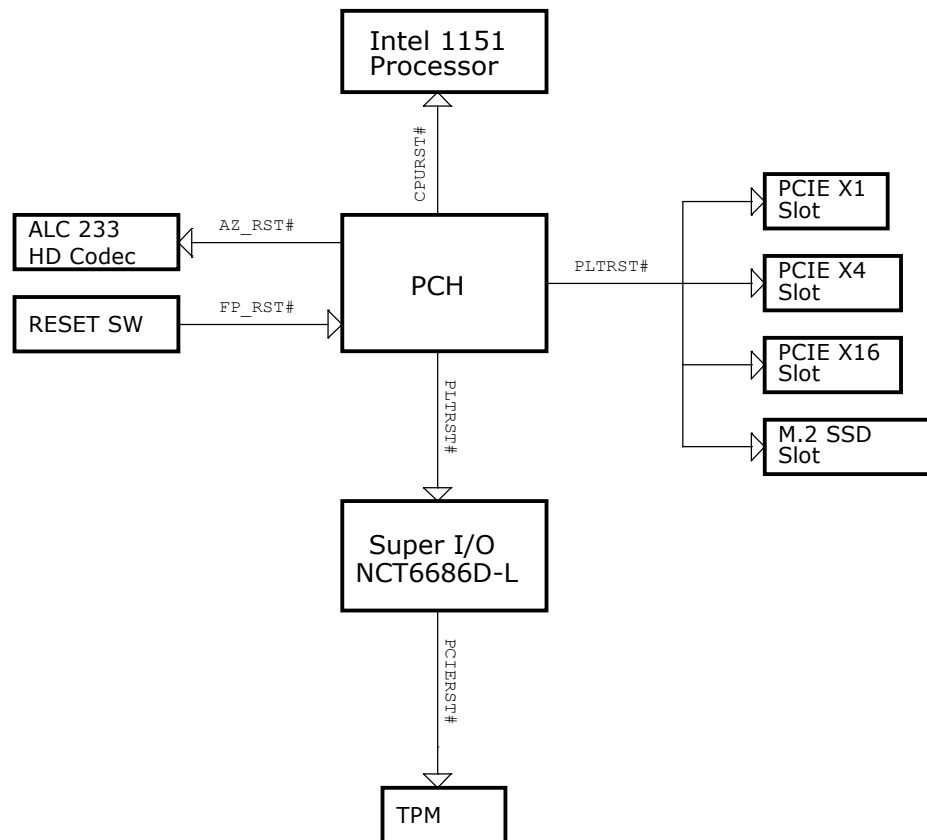 Intel 1151
Processor
CPURST#
PCIE X1
Slot
ALC 233
HD Codec
AZ_RST#
PCH
PLTRST#
PCIE X4
Slot
RESET SW
FP_RST#
PCIE X16
Slot
PLTRST#
M.2 SSD
Slot
Super I/O
NCT6686D-L
PCIERST#
TPM